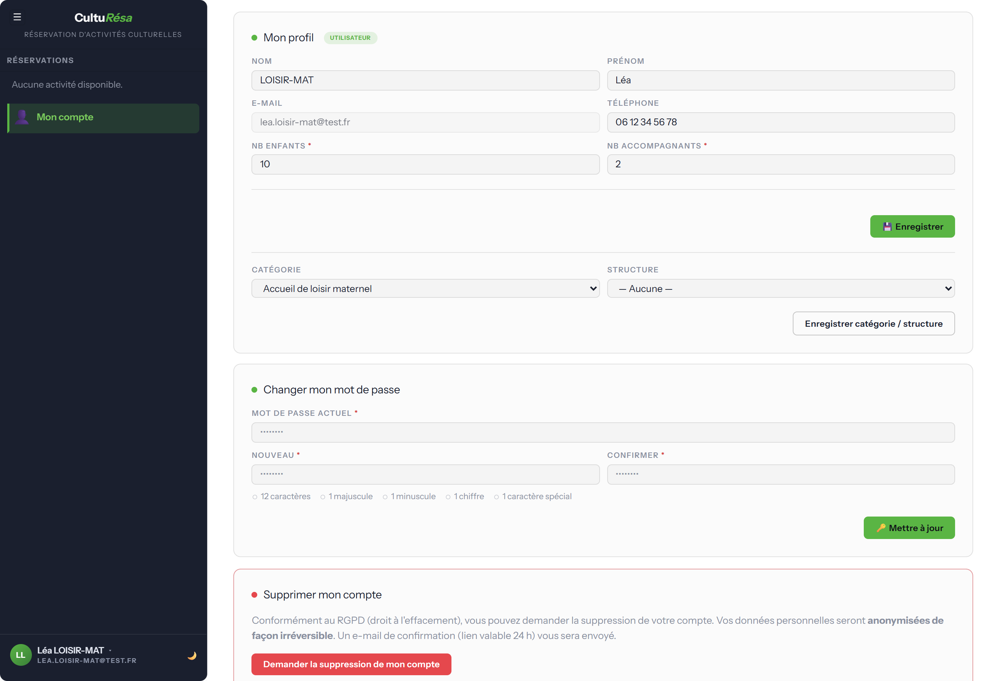 CultuRésa
RÉSERVATION D'ACTIVITÉS CULTURELLES
RÉSERVATIONS
Aucune activité disponible.
Mon compte
Léa LOISIR-MAT
LL
LEA.LOISIR-MAT@TEST.FR
Mon profil UTILISATEUR
NOM PRÉNOM
LOISIR-MAT Léa
E-MAIL TÉLÉPHONE
lea.loisir-mat@test.fr 06 12 34 56 78
NB ENFANTS * NB ACCOMPAGNANTS *
10 2
Enregistrer
CATÉGORIE STRUCTURE
Accueil de loisir maternel — Aucune —
Enregistrer catégorie / structure
Changer mon mot de passe
MOT DE PASSE ACTUEL *
••••••••
NOUVEAU * CONFIRMER *
•••••••• ••••••••
○ 12 caractères ○ 1 majuscule ○ 1 minuscule ○ 1 chiffre ○ 1 caractère spécial
Mettre à jour
Supprimer mon compte
Conformément au RGPD (droit à l'effacement), vous pouvez demander la suppression de votre compte. Vos données personnelles seront anonymisées de
façon irréversible. Un e-mail de confirmation (lien valable 24 h) vous sera envoyé.
Demander la suppression de mon compte